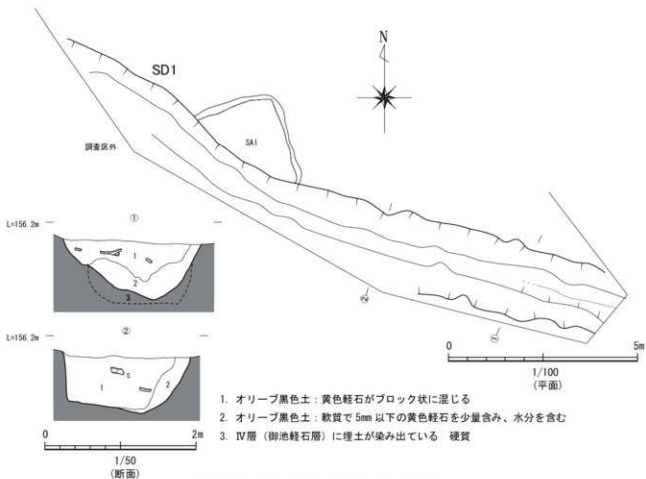 N
SD1
SA1
調査区外
①
L=156.2m
1
2
3
②
①
②
L=156.2m
S
1
2
0
5m
1/100
(平面)
1. オリーブ黒色土：黄色軽石がブロック状に混じる
2. オリーブ黒色土：軟質で 5mm 以下の黄色軽石を少量含み、水分を含む
3. Ⅳ層（御池軽石層）に埋土が染み出ている 硬質
0
2m
1/50
(断面)